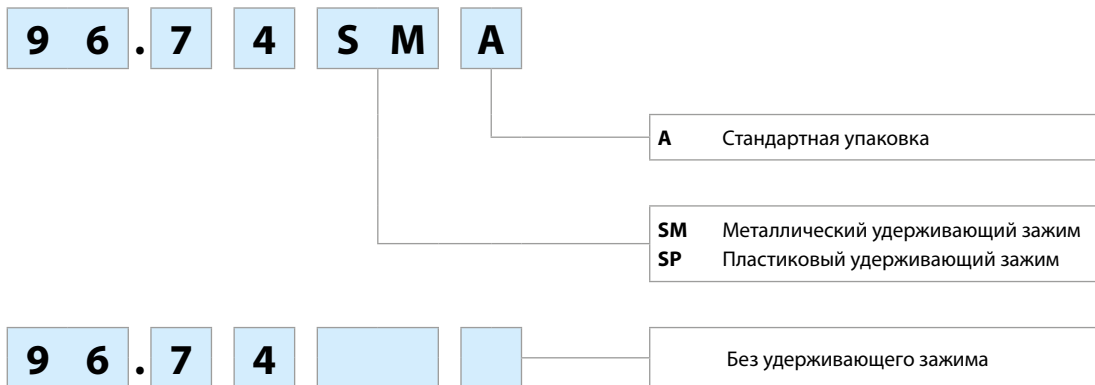 9 6 . 7 4 S M A
A Стандартная упаковка
SM Металлический удерживающий зажим
SP Пластиковый удерживающий зажим
9 6 . 7 4
Без удерживающего зажима